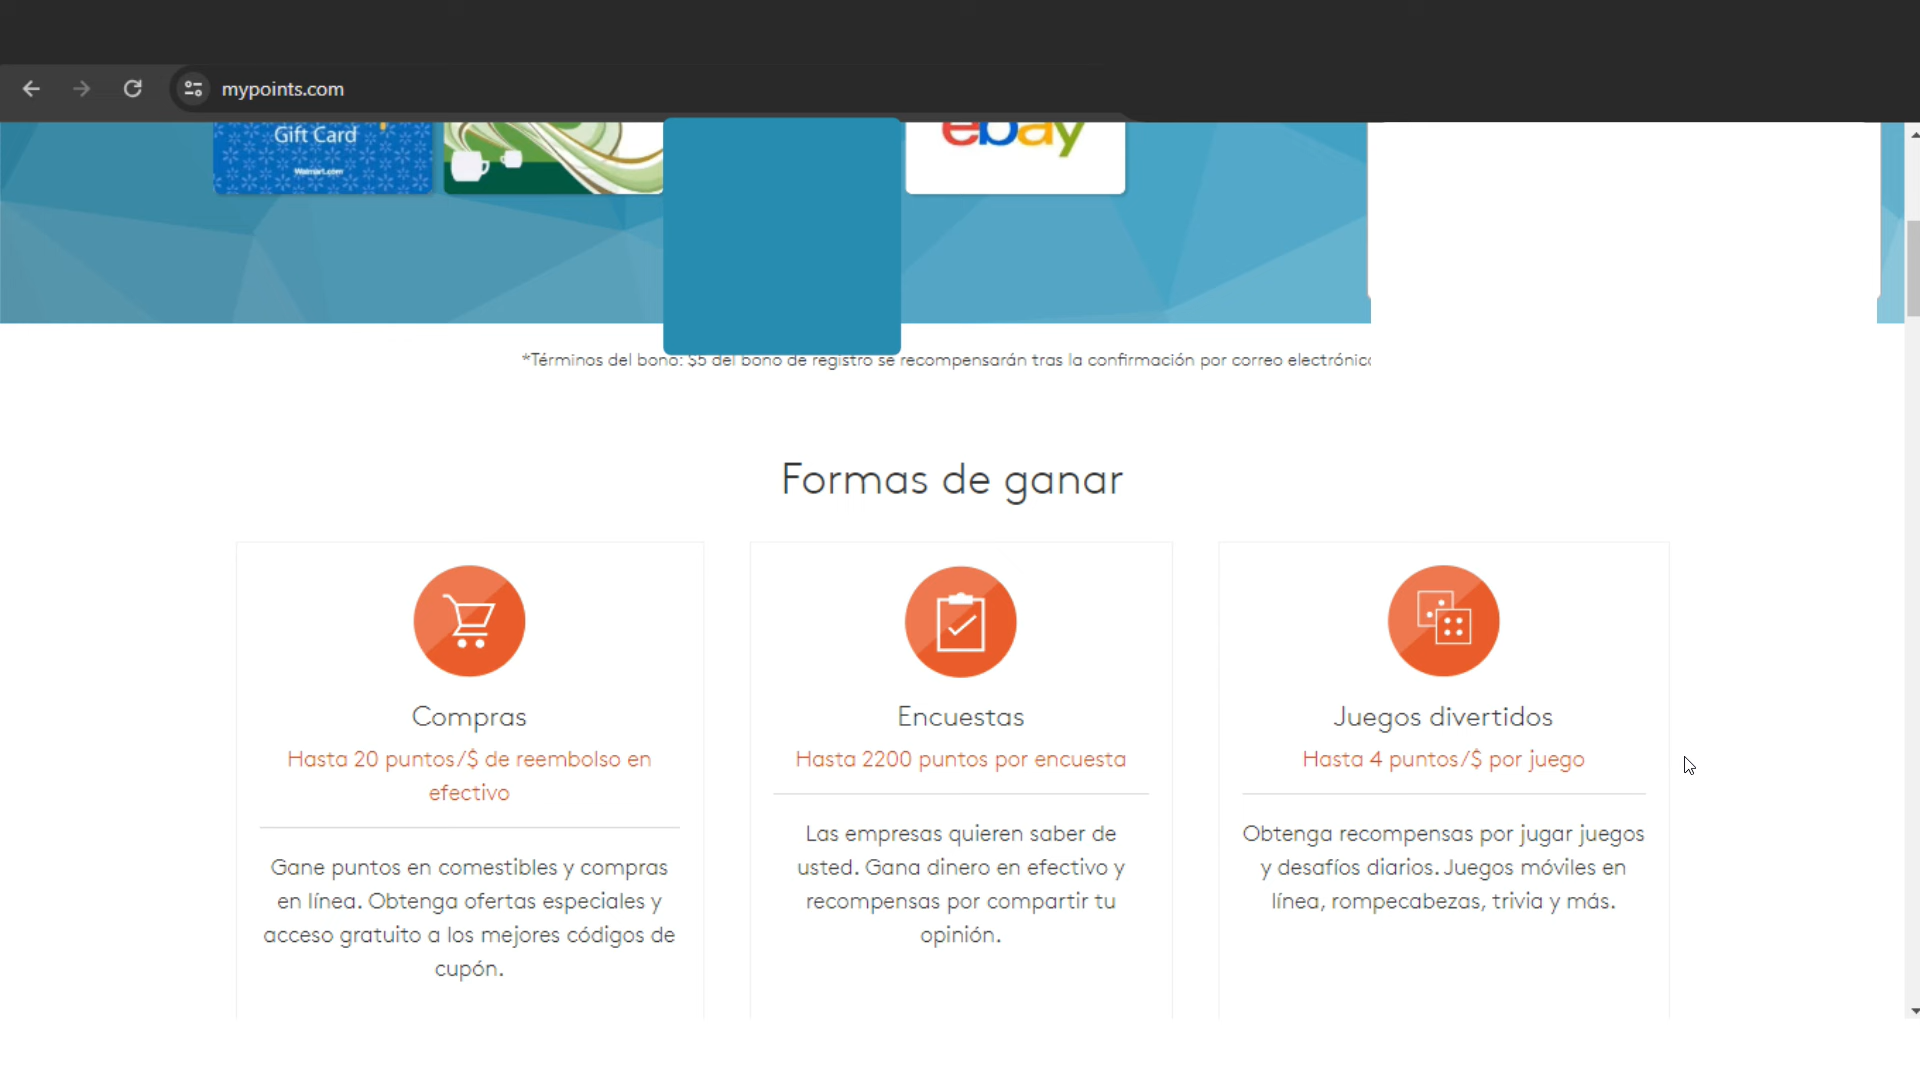 mypoints.com
Gift Card
Walmart.com
ebay
*Términos del bono: $5 del bono de registro se recompensarán tras la confirmación por correo electrónic
Formas de ganar
Compras
Hasta 20 puntos/$ de reembolso en
efectivo
Gane puntos en comestibles y compras
en línea. Obtenga ofertas especiales y
acceso gratuito a los mejores códigos de
cupón.
Encuestas
Hasta 2200 puntos por encuesta
Las empresas quieren saber de
usted. Gana dinero en efectivo y
recompensas por compartir tu
opinión.
Juegos divertidos
Hasta 4 puntos/$ por juego
Obtenga recompensas por jugar juegos
y desafíos diarios. Juegos móviles en
línea, rompecabezas, trivia y más.